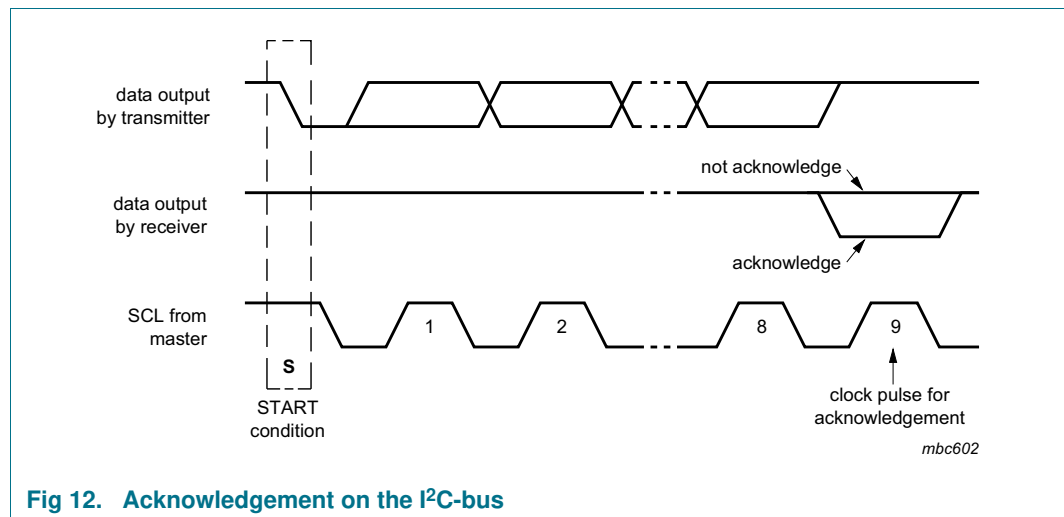 data output
by transmitter
not acknowledge
data output
by receiver
acknowledge
SCL from
master
1
2
8
9
S
START
condition
clock pulse for
acknowledgement
mbc602
Fig 12. Acknowledgement on the I²C-bus